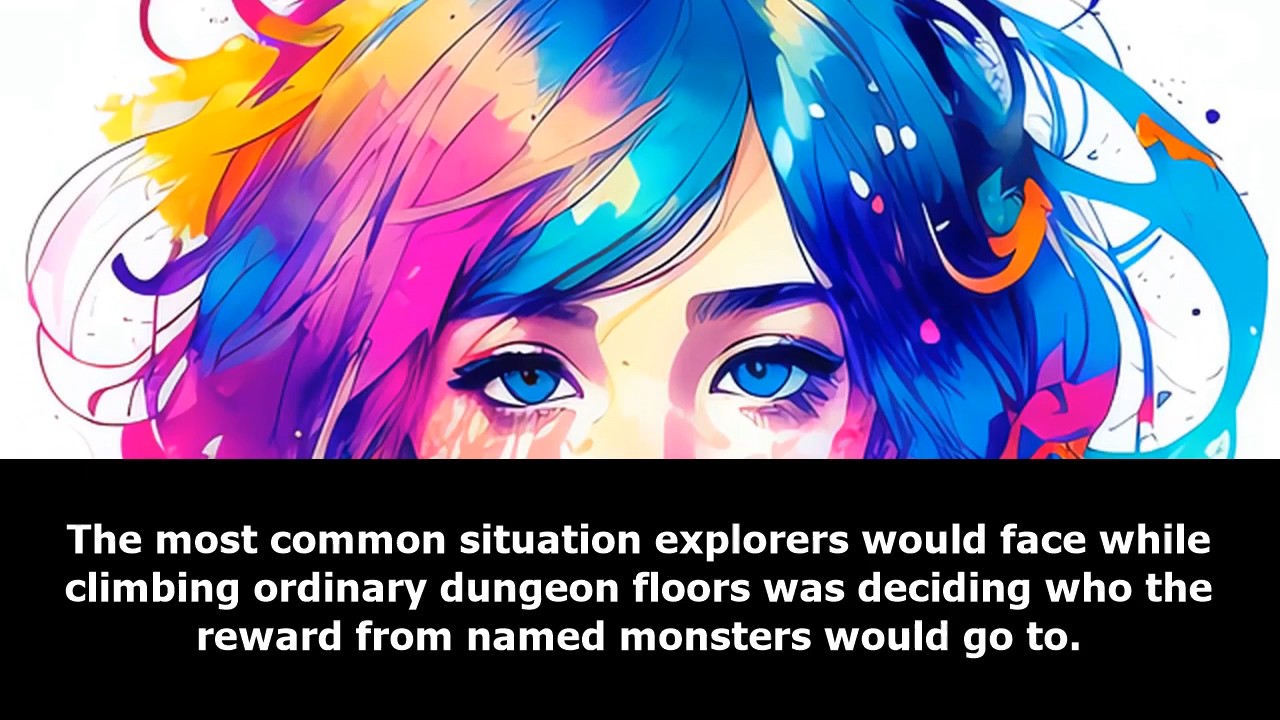 The most common situation explorers would face while
climbing ordinary dungeon floors was deciding who the
reward from named monsters would go to.